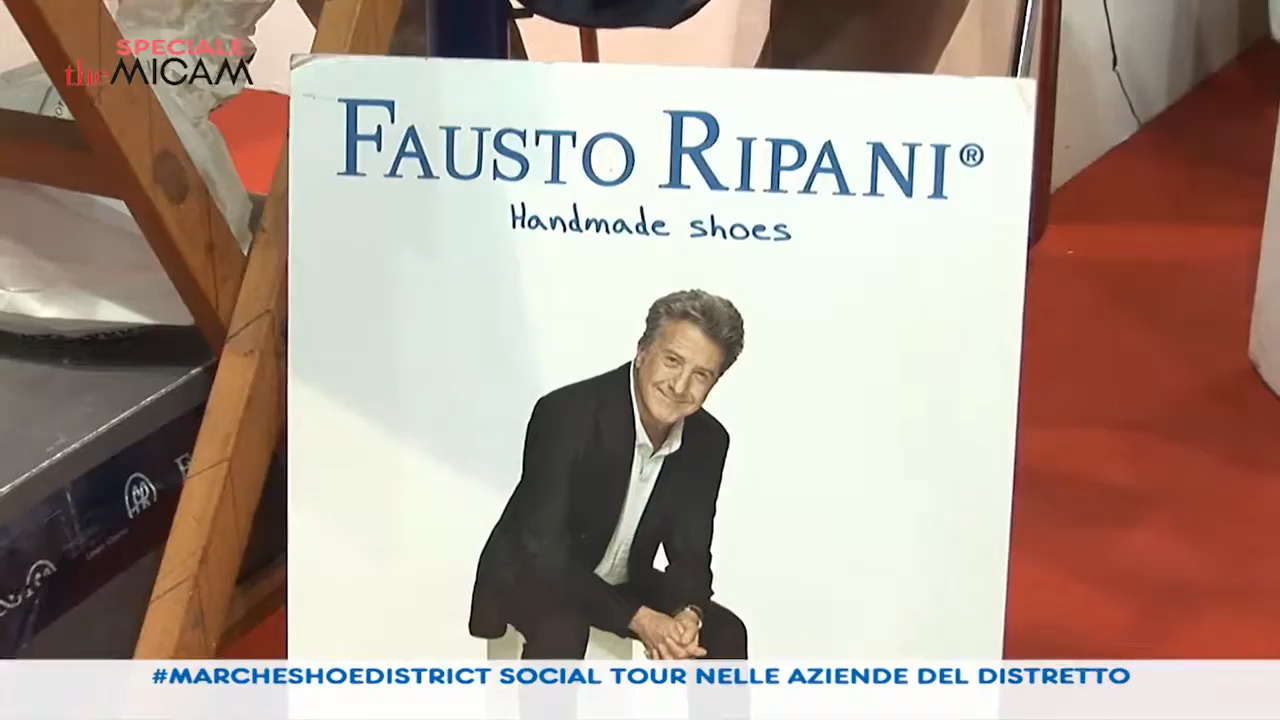 SPECIALE
theMICAM
FAUSTO RIPANI®
Handmade shoes
#MARCHESHOEDISTRICT SOCIAL TOUR NELLE AZIENDE DEL DISTRETTO